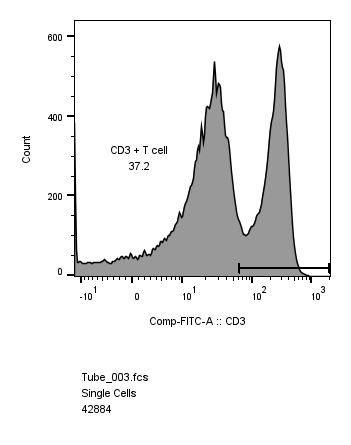 600
400
200
0
Count
CD3 + T cell
37.2
-10^1 0 10^1 10^2 10^3
Comp-FITC-A :: CD3
Tube_003.fcs
Single Cells
42884